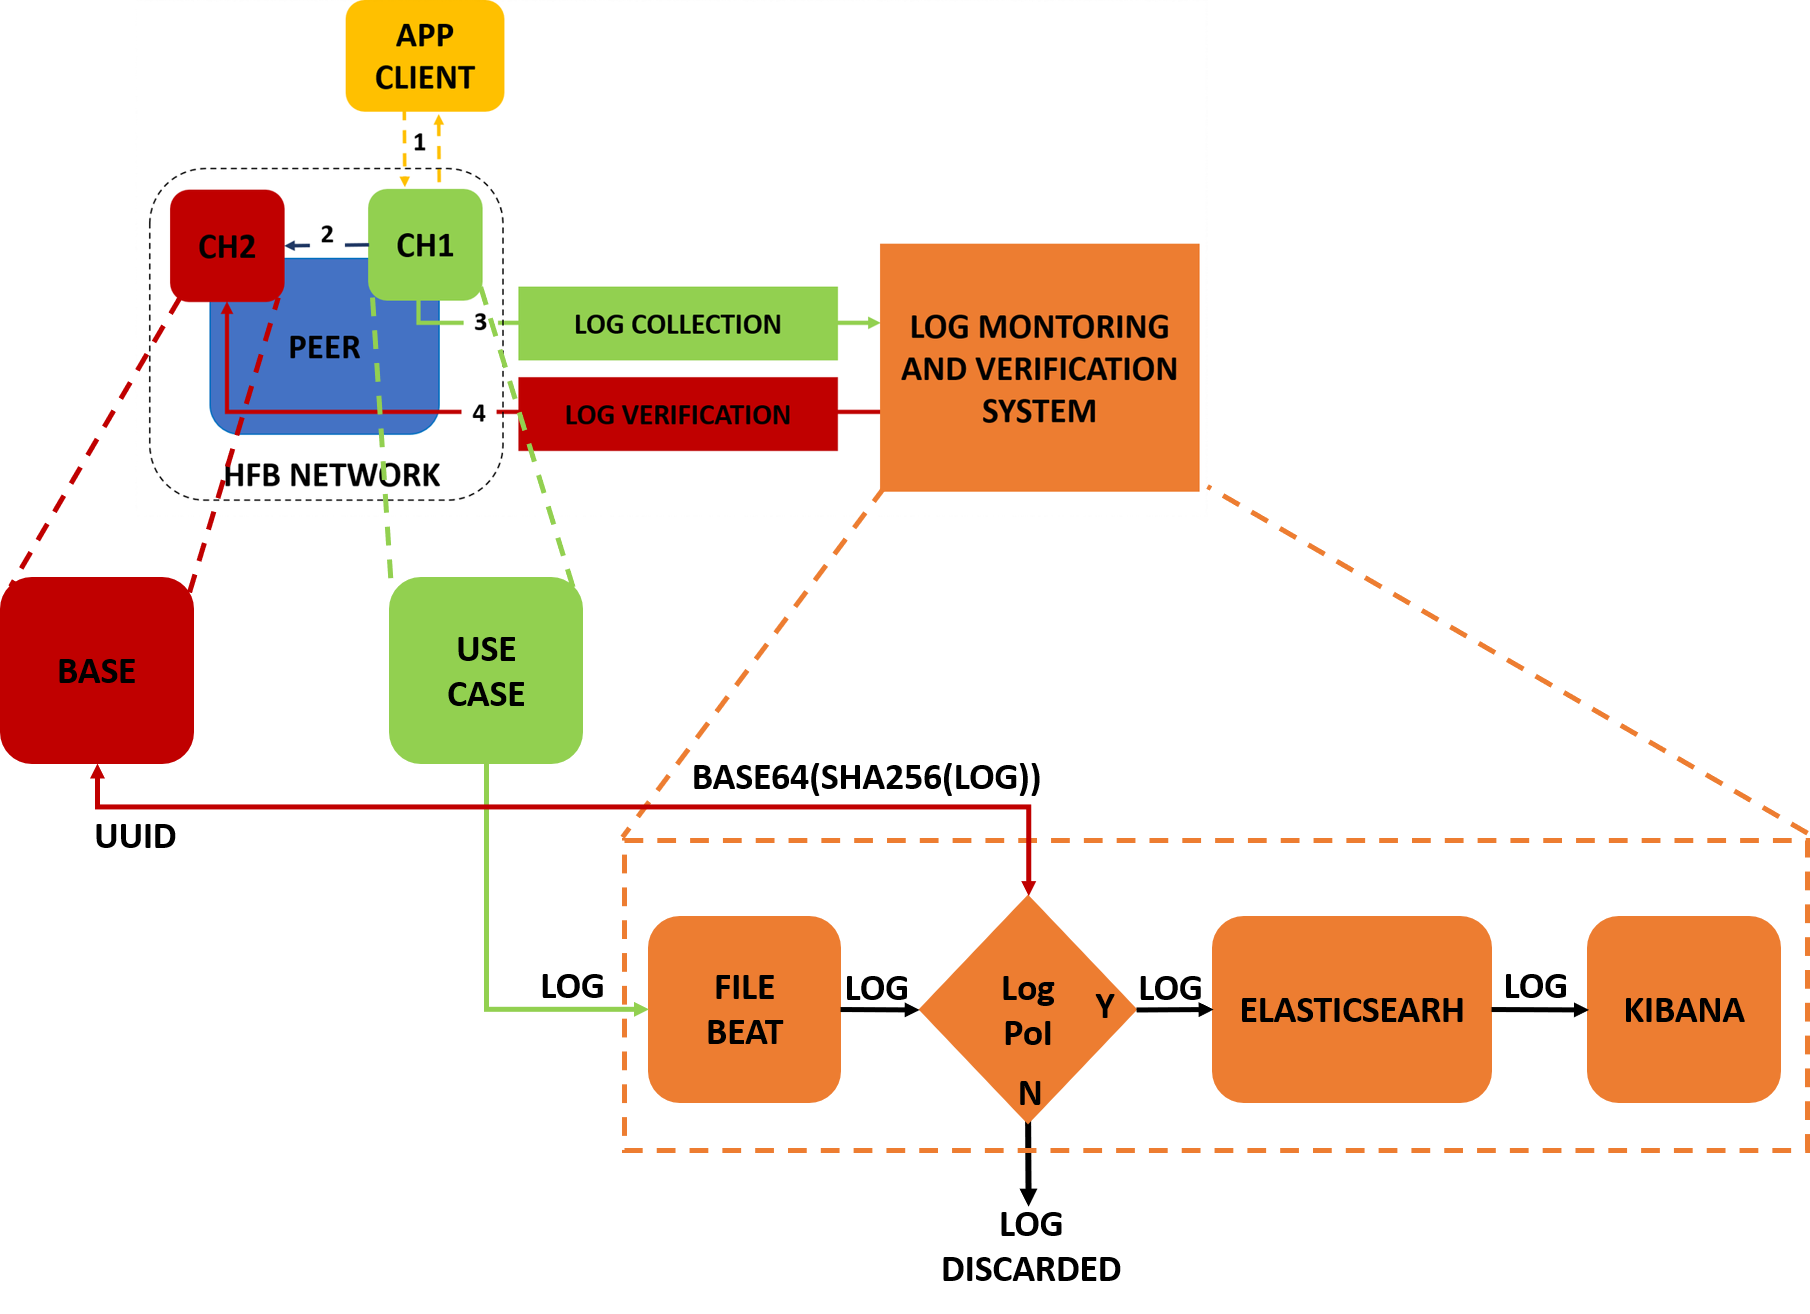 APP
CLIENT
1
CH2
2
CH1
3
LOG COLLECTION
PEER
4
LOG VERIFICATION
LOG MONTORING
AND VERIFICATION
SYSTEM
HFB NETWORK
BASE
USE
CASE
BASE64(SHA256(LOG))
UUID
LOG
FILE
BEAT
LOG
Log
Pol
Y
N
LOG
ELASTICSEARH
LOG
KIBANA
LOG
DISCARDED